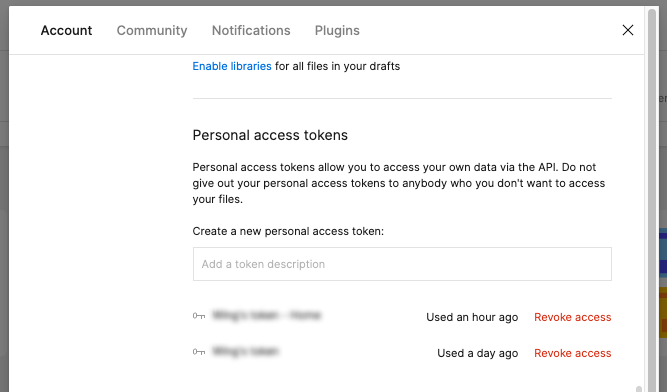 Account Community Notifications Plugins
Enable libraries for all files in your drafts
Personal access tokens
Personal access tokens allow you to access your own data via the API. Do not
give out your personal access tokens to anybody who you don't want to access
your files.
Create a new personal access token:
Add a token description
Used an hour ago Revoke access
Used a day ago Revoke access